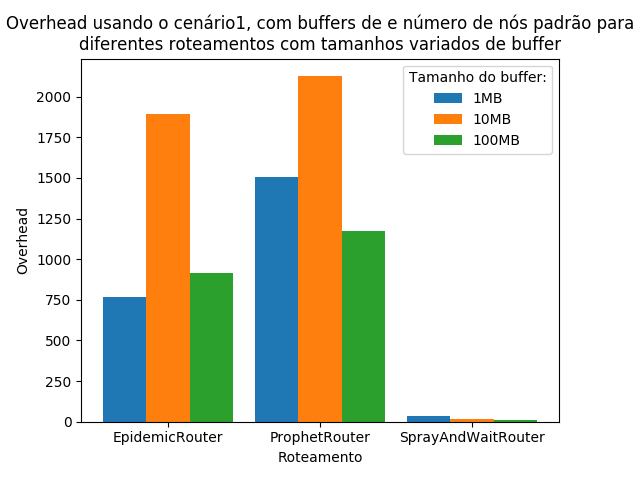 Overhead usando o cenário1, com buffers de e número de nós padrão para
diferentes roteamentos com tamanhos variados de buffer
Tamanho do buffer:
1MB
10MB
100MB
Overhead
2000
1750
1500
1250
1000
750
500
250
0
EpidemicRouter
ProphetRouter
SprayAndWaitRouter
Roteamento